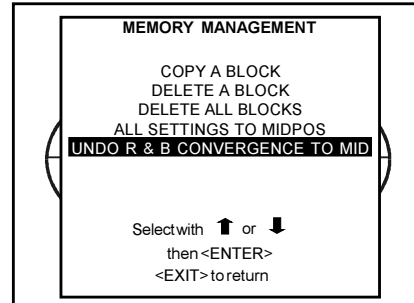 MEMORY MANAGEMENT
COPY A BLOCK
DELETE A BLOCK
DELETE ALL BLOCKS
ALL SETTINGS TO MIDPOS
UNDO R & B CONVERGENCE TO MID
Select with ⬆ or ⬇
then <ENTER>
<EXIT> to return